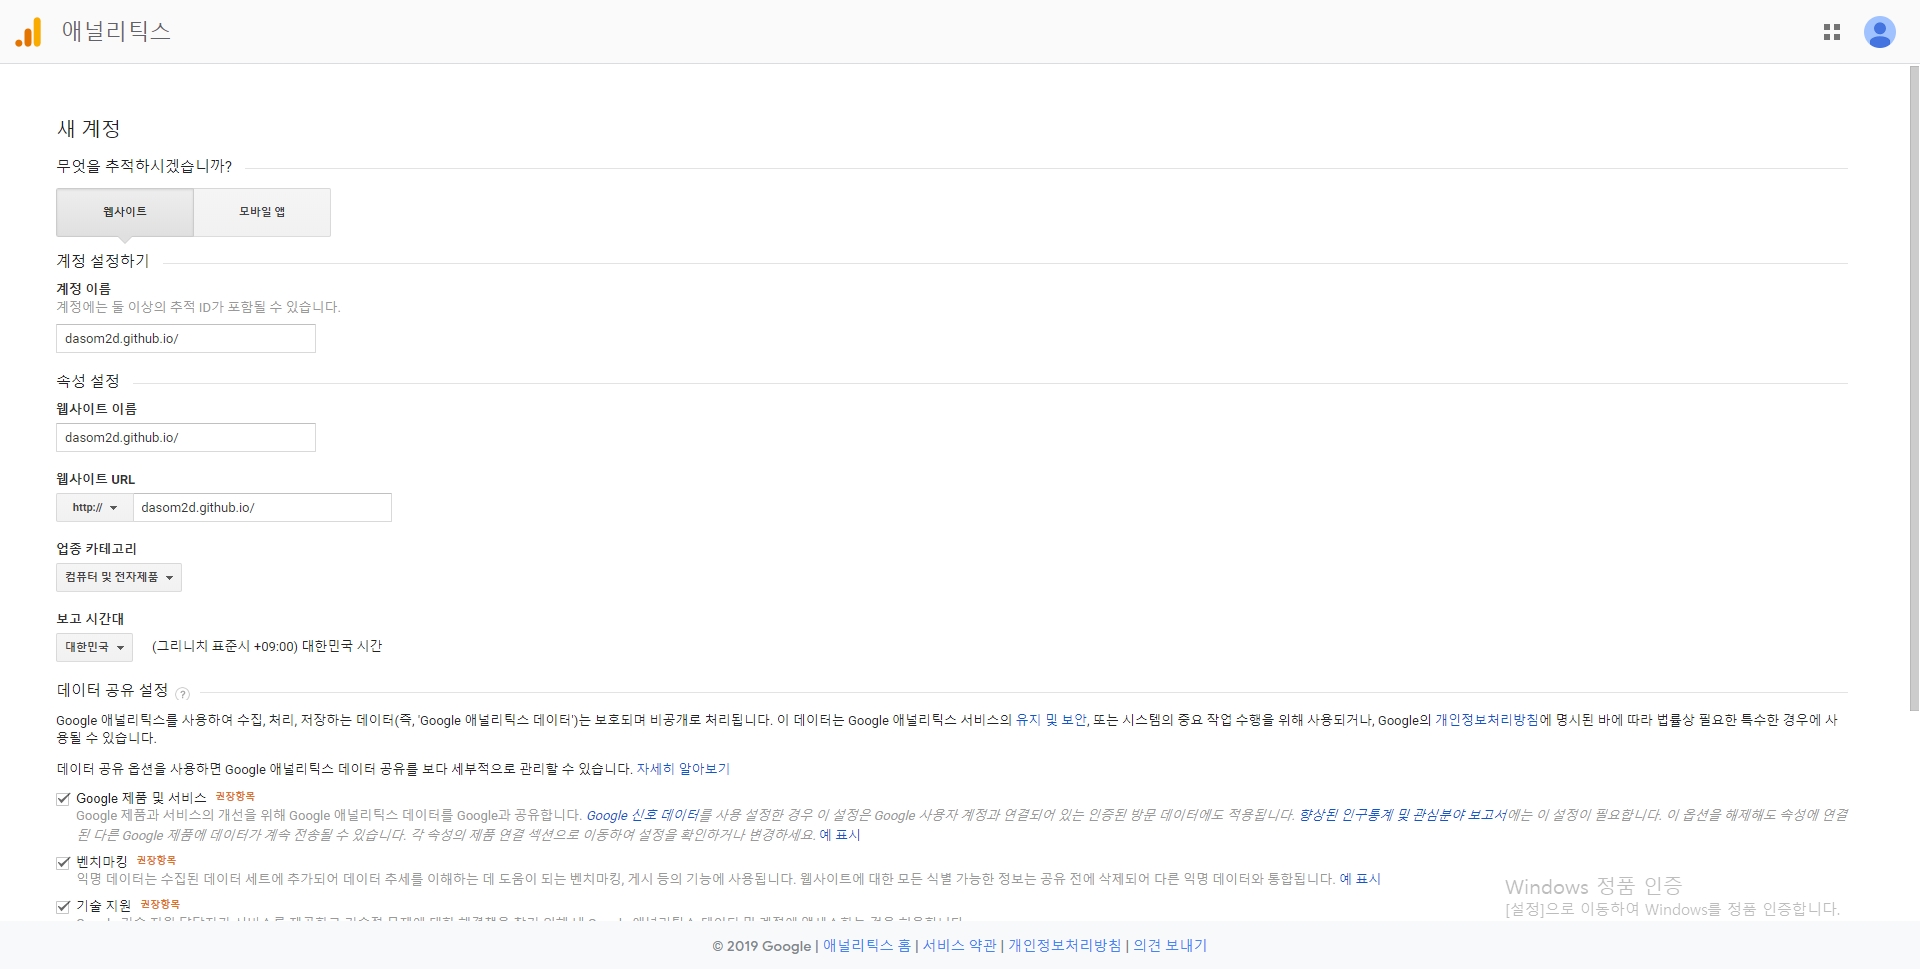 애널리틱스
새 계정
무엇을 추적하시겠습니까?
웹사이트
모바일 앱
계정 설정하기
계정 이름
계정에는 둘 이상의 추적 ID가 포함될 수 있습니다.
dasom2d.github.io/
속성 설정
웹사이트 이름
dasom2d.github.io/
웹사이트 URL
http://
dasom2d.github.io/
업종 카테고리
컴퓨터 및 전자제품
보고 시간대
대한민국 (그리니치 표준시 +09:00) 대한민국 시간
데이터 공유 설정 ?
Google 애널리틱스를 사용하여 수집, 처리, 저장하는 데이터(즉, 'Google 애널리틱스 데이터')는 보호되며 비공개로 처리됩니다. 이 데이터는 Google 애널리틱스 서비스의 유지 및 보안, 또는 시스템의 중요 작업 수행을 위해 사용되거나, Google의 개인정보처리방침에 명시된 바에 따라 법률상 필요한 특수한 경우에 사
용될 수 있습니다.
데이터 공유 옵션을 사용하면 Google 애널리틱스 데이터 공유를 보다 세부적으로 관리할 수 있습니다. 자세히 알아보기
Google 제품 및 서비스 권장항목
Google 제품과 서비스의 개선을 위해 Google 애널리틱스 데이터를 Google과 공유합니다. Google 신호 데이터를 사용 설정한 경우 이 설정은 Google 사용자 계정과 연결되어 있는 인증된 방문 데이터에도 적용됩니다. 향상된 인구통계 및 관심분야 보고서에는 이 설정이 필요합니다. 이 옵션을 해제해도 속성에 연결
된 다른 Google 제품에 데이터가 계속 전송될 수 있습니다. 각 속성의 제품 연결 섹션으로 이동하여 설정을 확인하거나 변경하세요. 예 표시
벤치마킹 권장항목
익명 데이터는 수집된 데이터 세트에 추가되어 데이터 추세를 이해하는 데 도움이 되는 벤치마킹, 게시 등의 기능에 사용됩니다. 웹사이트에 대한 모든 식별 가능한 정보는 공유 전에 삭제되어 다른 익명 데이터와 통합됩니다. 예 표시
기술 지원 권장항목
Windows 정품 인증
[설정]으로 이동하여 Windows를 정품 인증합니다.
© 2019 Google | 애널리틱스 홈 | 서비스 약관 | 개인정보처리방침 | 의견 보내기